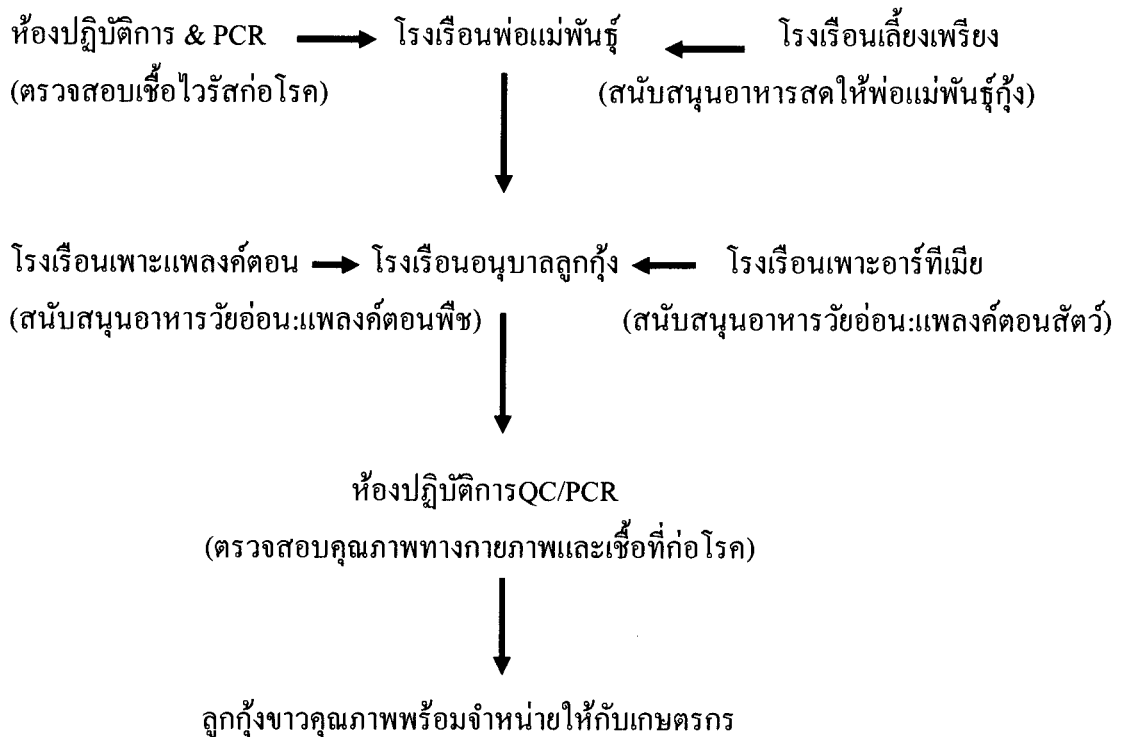 ห้องปฏิบัติการ & PCR โรงเรือนพ่อแม่พันธุ์ โรงเรือนเลี้ยงเพรียง
(ตรวจสอบเชื้อไวรัสก่อโรค) (สนับสนุนอาหารสดให้พ่อแม่พันธุ์กุ้ง)
โรงเรือนเพาะแพลงค์ตอน โรงเรือนอนุบาลลูกกุ้ง โรงเรือนเพาะอาร์ทีเมีย
(สนับสนุนอาหารวัยอ่อน:แพลงค์ตอนพืช) (สนับสนุนอาหารวัยอ่อน:แพลงค์ตอนสัตว์)
ห้องปฏิบัติการQC/PCR
(ตรวจสอบคุณภาพทางกายภาพและเชื้อที่ก่อโรค)
ลูกกุ้งขาวคุณภาพพร้อมจำหน่ายให้กับเกษตรกร